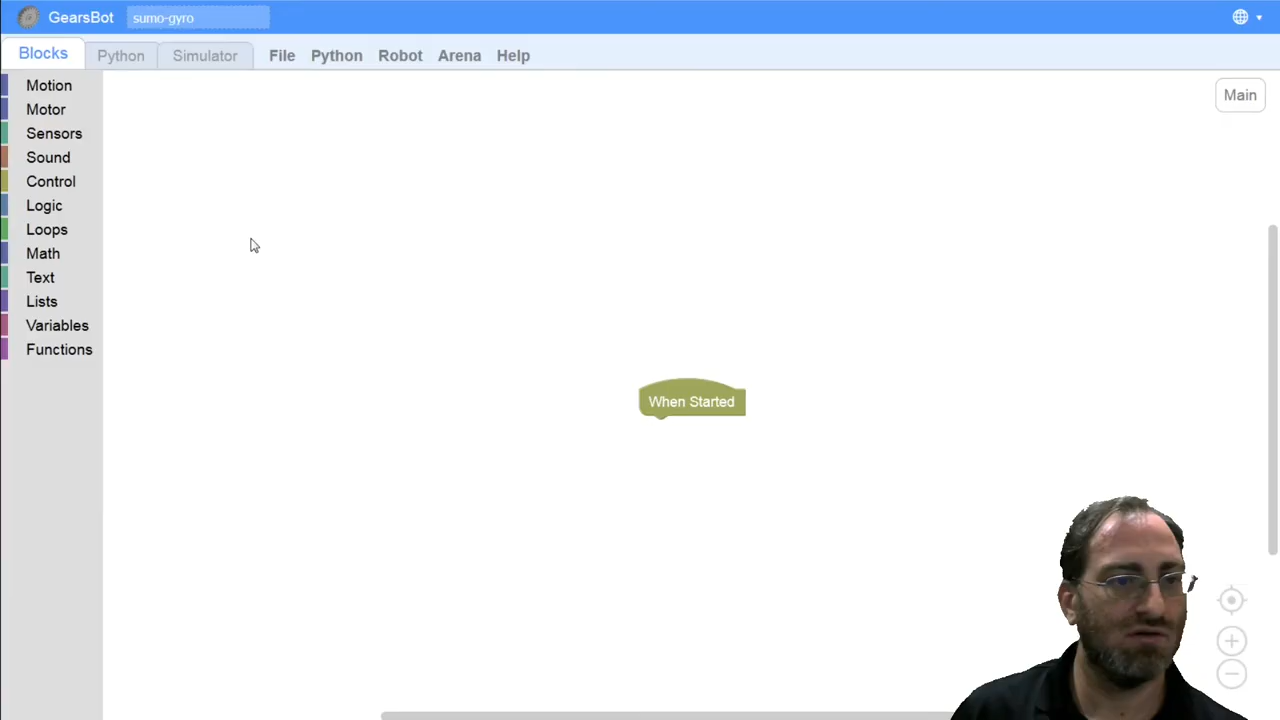 GearsBot sumo-gyro
Blocks Python Simulator File Python Robot Arena Help
Motion
Motor
Sensors
Sound
Control
Logic
Loops
Math
Text
Lists
Variables
Functions
Main
When Started